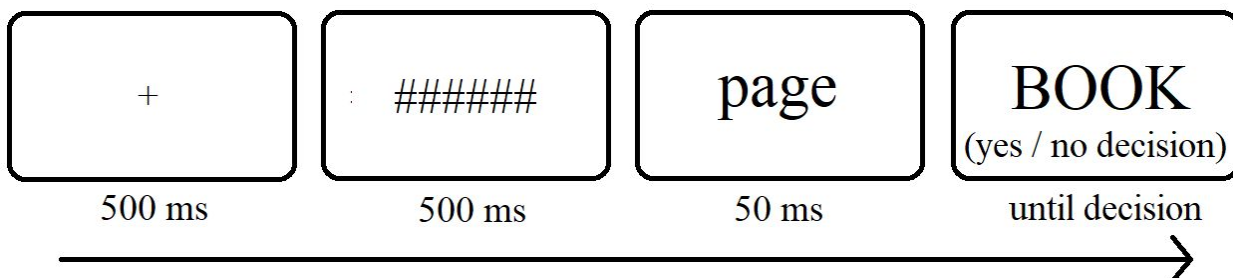 +
######
page
BOOK
(yes / no decision)
500 ms
500 ms
50 ms
until decision